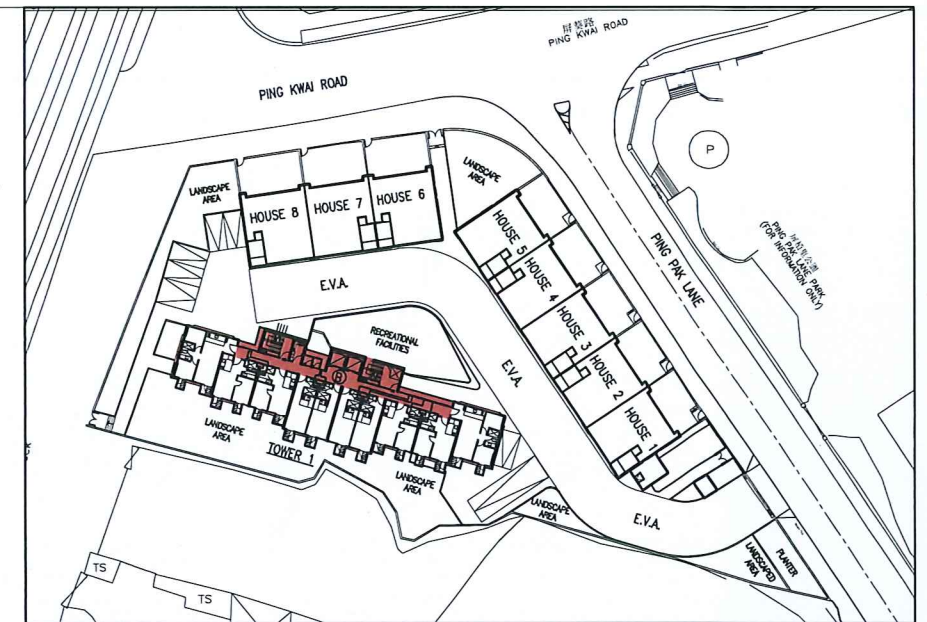 屏葵路
PING KWAI ROAD
PING KWAI ROAD
P
LANDSCAPE
AREA
LANDSCAPE
AREA
HOUSE 8
HOUSE 7
HOUSE 6
HOUSE 5
HOUSE 4
HOUSE 3
HOUSE 2
HOUSE 1
PING PAK LANE
屏柏里公園
PING PAK LANE PARK
(FOR INFORMATION
ONLY)
E.V.A.
RECREATIONAL
FACILITIES
E.V.A.
B
LANDSCAPE
AREA
TOWER 1
LANDSCAPE
AREA
LANDSCAPE
AREA
E.V.A.
LANDSCAPED
AREA
PLANTER
TS
TS